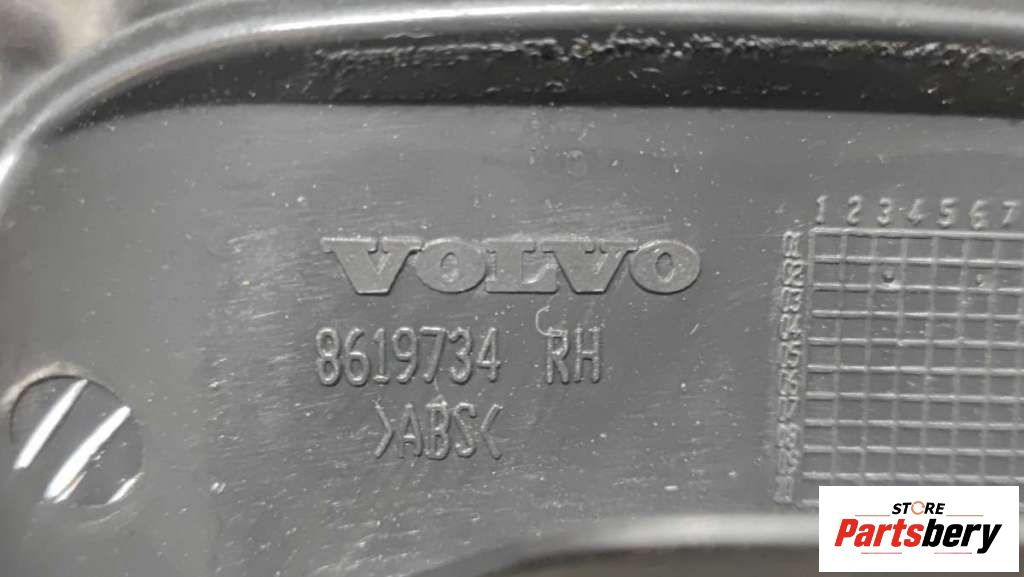 VOLVO
8619734 RH
>ABS<
1 2 3 4 5 6 7
STORE
Partsbery